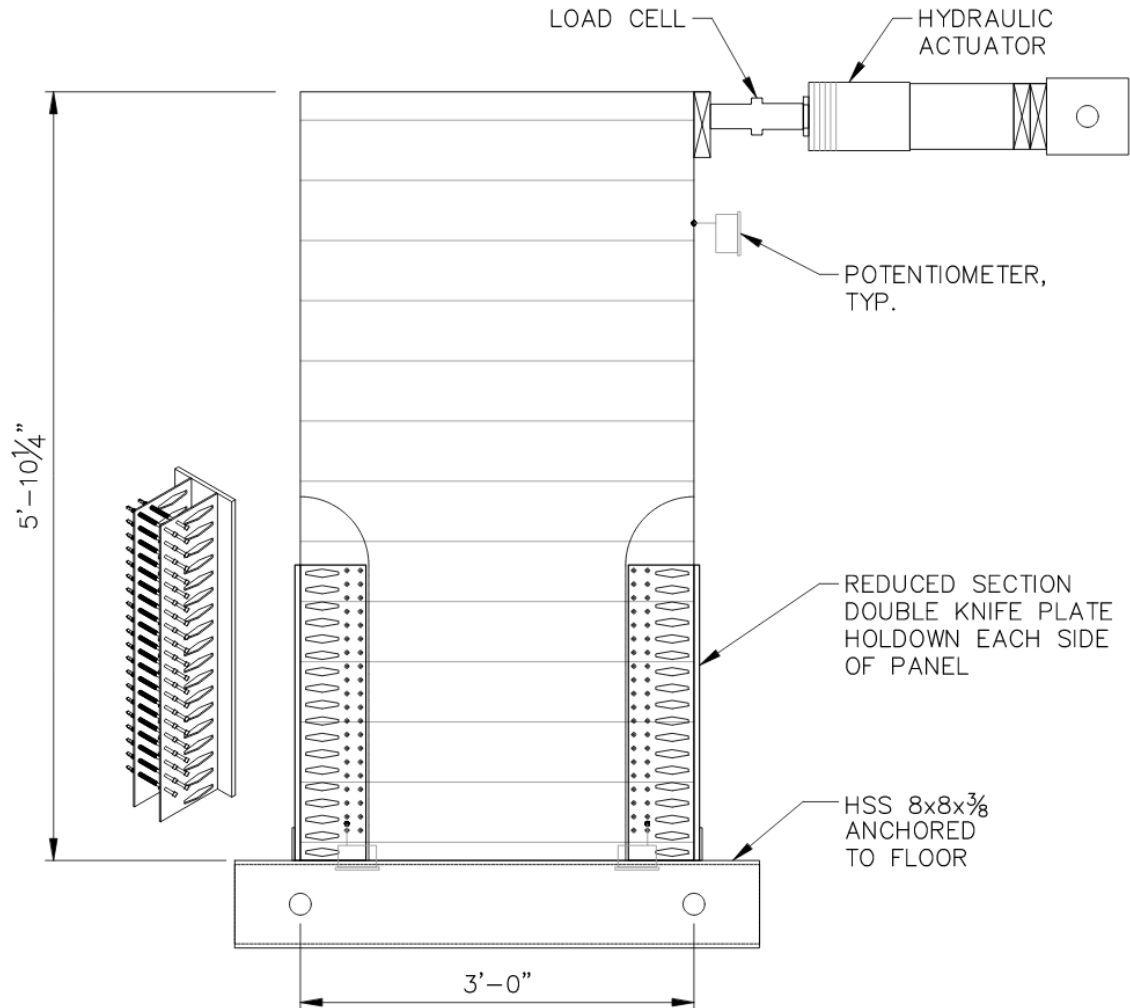 LOAD CELL
HYDRAULIC
ACTUATOR
POTENTIOMETER,
TYP.
5'-10¼"
REDUCED SECTION
DOUBLE KNIFE PLATE
HOLDOWN EACH SIDE
OF PANEL
HSS 8x8x⅜
ANCHORED
TO FLOOR
3'-0"